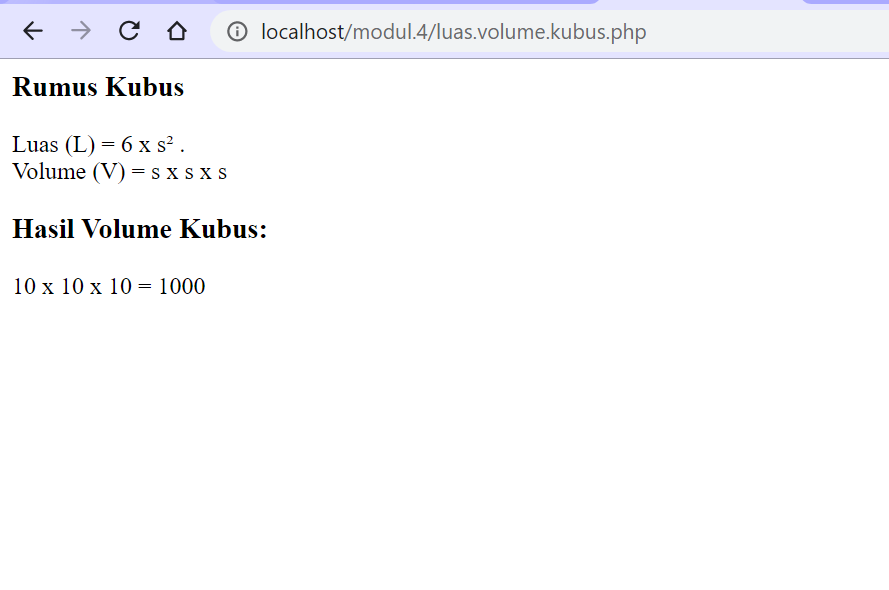 localhost/modul.4/luas.volume.kubus.php
Rumus Kubus
Luas (L) = 6 x s² .
Volume (V) = s x s x s
Hasil Volume Kubus:
10 x 10 x 10 = 1000